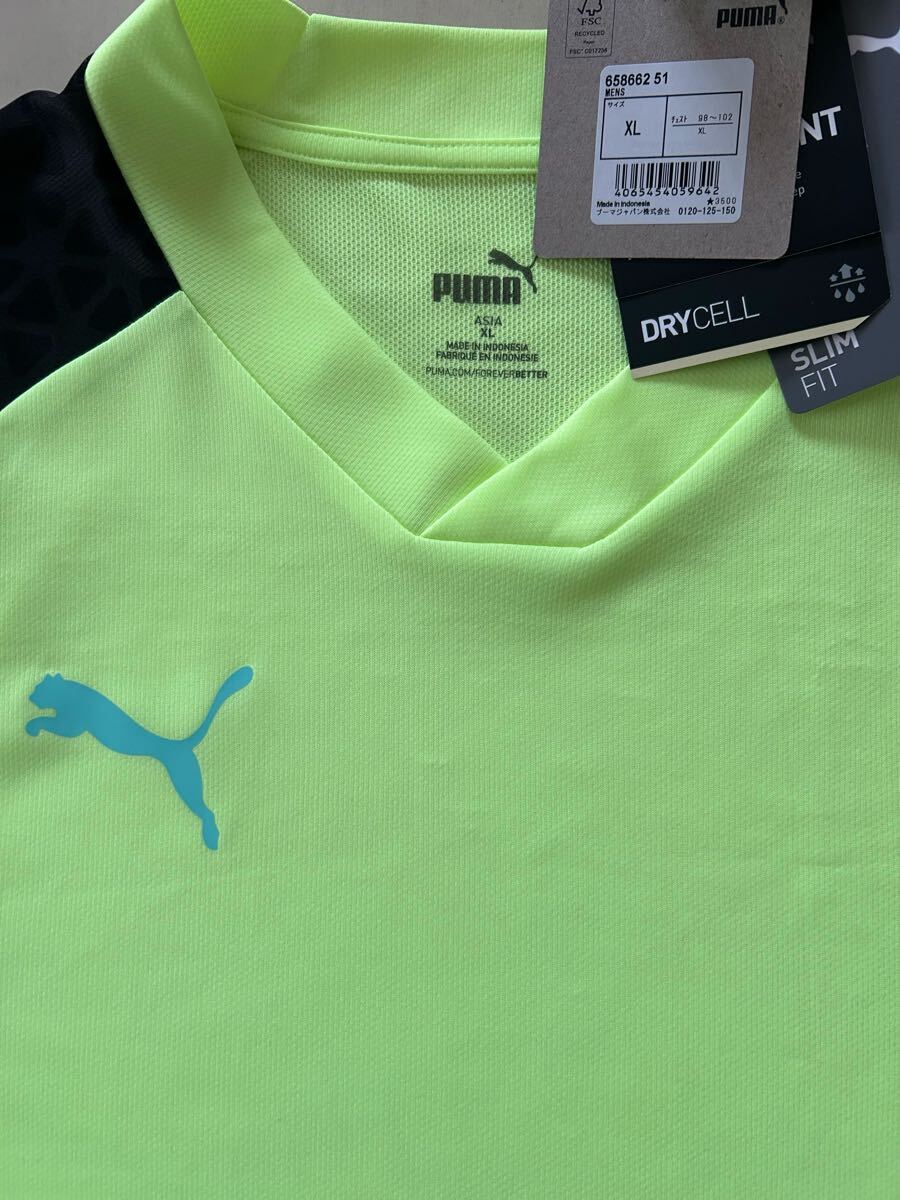 FSC
RECYCLED
Paper
PUMA®
658662 51
MENS
サイズ
XL
チェスト 98〜102
XL
4065454059642
Made in Indonesia
★3500
プーマジャパン株式会社 0120-125-150
NT
DRYCELL
SLIM
FIT
PUMA
ASIA
XL
MADE IN INDONESIA
FABRIQUÉ EN INDONESIE
PUMA.COM/FOREVERBETTER